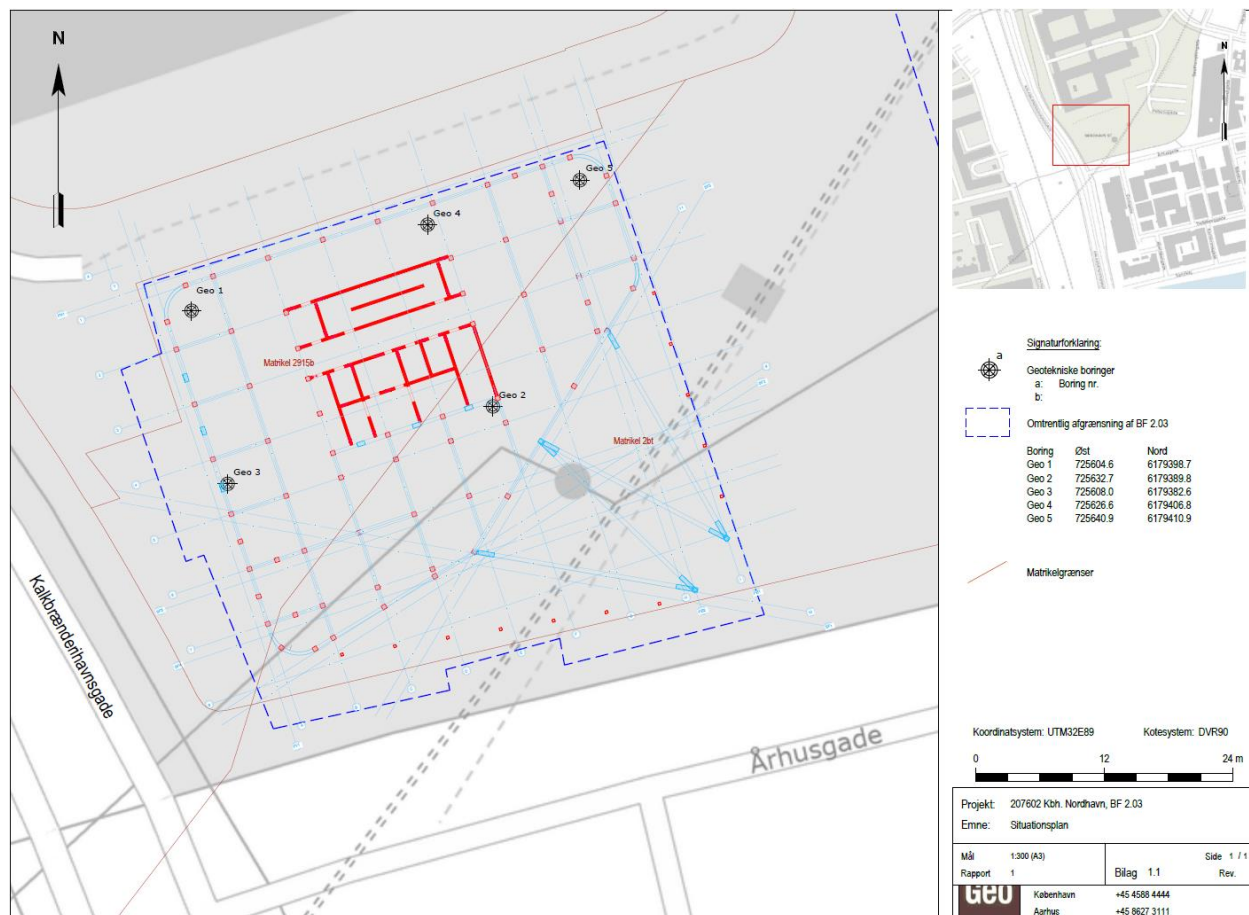 N
Geo 5
Geo 4
Geo 1
Matrikel 2915b
Geo 2
Matrikel 2bt
Geo 3
Kalkbrænderihavnsgade
Århusgade
N
Signaturforklaring:
a
Geotekniske boringer
a: Boring nr.
b:
Omtrentlig afgrænsning af BF 2.03
Boring Øst Nord
Geo 1 725604.6 6179398.7
Geo 2 725632.7 6179389.8
Geo 3 725608.0 6179382.6
Geo 4 725626.6 6179406.8
Geo 5 725640.9 6179410.9
Matrikelgrænser
Koordinatsystem: UTM32E89 Kotesystem: DVR90
0 12 24 m
Projekt: 207602 Kbh. Nordhavn, BF 2.03
Emne: Situationsplan
Mål 1:300 (A3) Side 1 / 1
Rapport 1 Bilag 1.1 Rev.
Geo
København +45 4588 4444
Aarhus +45 8627 3111